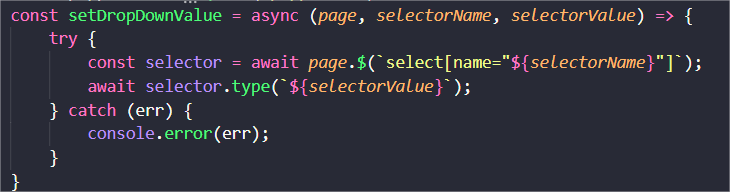 const setDropDownValue = async (page, selectorName, selectorValue) => {
    try {
        const selector = await page.$(`select[name="${selectorName}"]`);
        await selector.type(`${selectorValue}`);
    } catch (err) {
        console.error(err);
    }
}